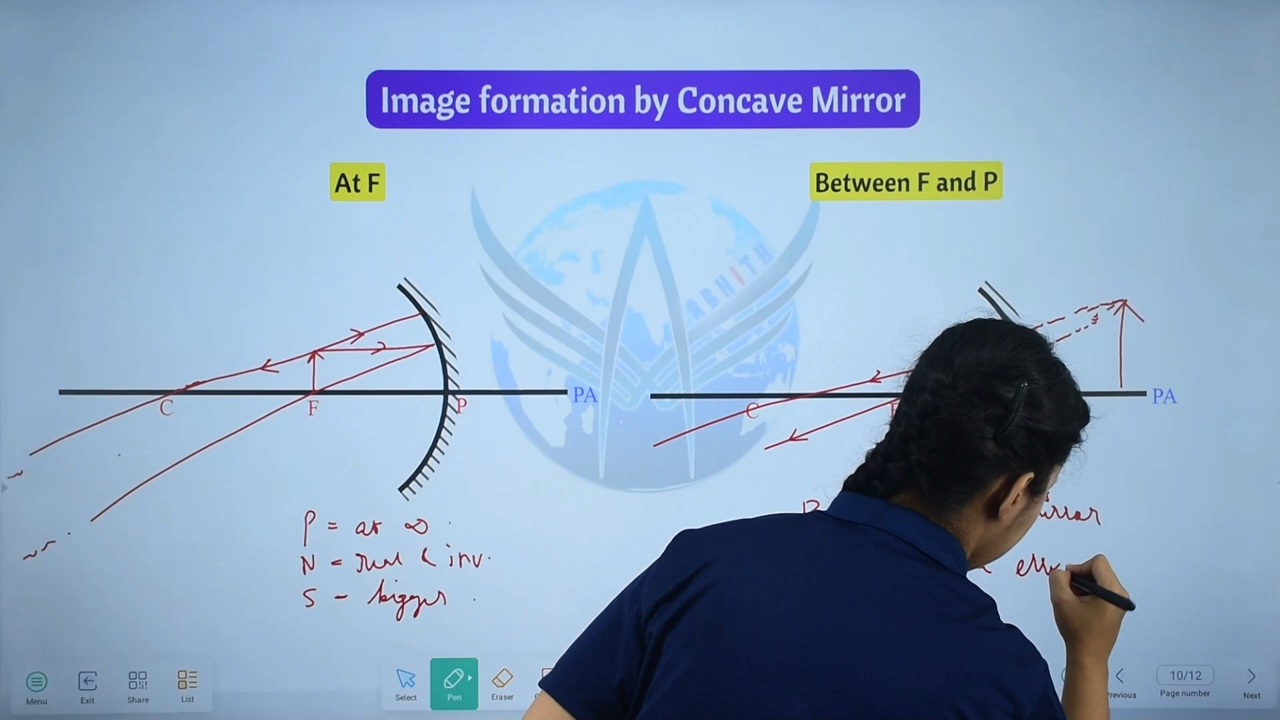 Image formation by Concave Mirror
At F
Between F and P
ABHITH
C
F
P
PA
C
PA
P = at ∞
N = real & inv.
S - bigger
Menu
Exit
Share
List
Select
Pen
Eraser
Previous
10/12
Page number
Next